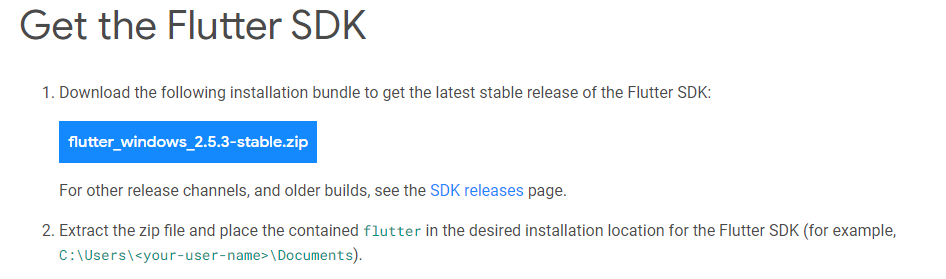 Get the Flutter SDK
1. Download the following installation bundle to get the latest stable release of the Flutter SDK:
flutter_windows_2.5.3-stable.zip
For other release channels, and older builds, see the SDK releases page.
2. Extract the zip file and place the contained flutter in the desired installation location for the Flutter SDK (for example,
C:\Users\<your-user-name>\Documents).